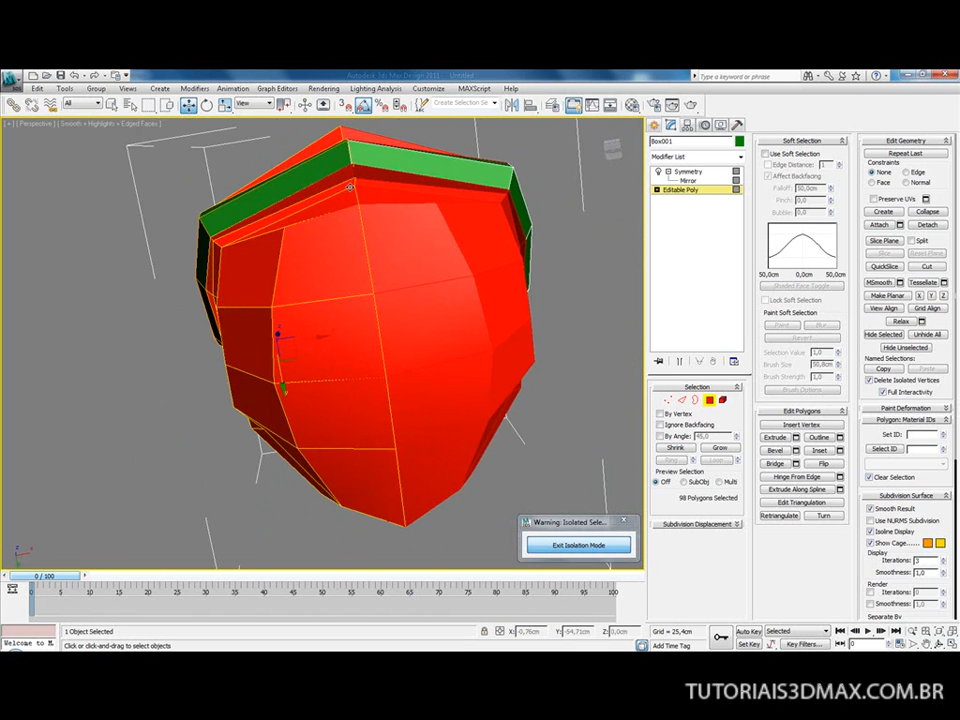 Autodesk 3ds Max Design 2011 Untitled
Type a keyword or phrase
Edit Tools Group Views Create Modifiers Animation Graph Editors Rendering Lighting Analysis Customize MAXScript Help
All
View
Create Selection Se
[ + ] [ Perspective ] [ Smooth + Highlights + Edged Faces ]
Box001
Modifier List
Symmetry
Mirror
Editable Poly
Selection
By Vertex
Ignore Backfacing
By Angle: 45,0
Shrink Grow
Ring Loop
Preview Selection
Off SubObj Multi
98 Polygons Selected
Subdivision Displacement
Soft Selection
Use Soft Selection
Edge Distance: 1
Affect Backfacing
Falloff: 50,0cm
Pinch: 0,0
Bubble: 0,0
50,0cm 0,0cm 50,0cm
Shaded Face Toggle
Lock Soft Selection
Paint Soft Selection
Paint Blur
Revert
Selection Value 1,0
Brush Size 50,8cm
Brush Strength 1,0
Brush Options
Edit Polygons
Insert Vertex
Extrude Outline
Bevel Inset
Bridge Flip
Hinge From Edge
Extrude Along Spline
Edit Triangulation
Retriangulate Turn
Edit Geometry
Repeat Last
Constraints
None Edge
Face Normal
Preserve UVs
Create Collapse
Attach Detach
Slice Plane Split
Slice Reset Plane
QuickSlice Cut
MSmooth Tessellate
Make Planar X Y Z
View Align Grid Align
Relax
Hide Selected Unhide All
Hide Unselected
Named Selections:
Copy Paste
Delete Isolated Vertices
Full Interactivity
Paint Deformation
Polygon: Material IDs
Set ID:
Select ID
Clear Selection
Subdivision Surface
Smooth Result
Use NURMS Subdivision
Isoline Display
Show Cage......
Display
Iterations: 3
Smoothness: 1,0
Render
Iterations: 0
Smoothness: 1,0
Separate By
Warning: Isolated Sele...
Exit Isolation Mode
0 / 100
0 5 10 15 20 25 30 35 40 45 50 55 60 65 70 75 80 85 90 95 100
1 Object Selected
X: -0,76cm Y: -54,71cm Z: 0,0cm
Grid = 25,4cm
Auto Key Selected
Welcome to M
Click or click-and-drag to select objects
Add Time Tag
Set Key Key Filters...
0
TUTORIAIS3DMAX.COM.BR